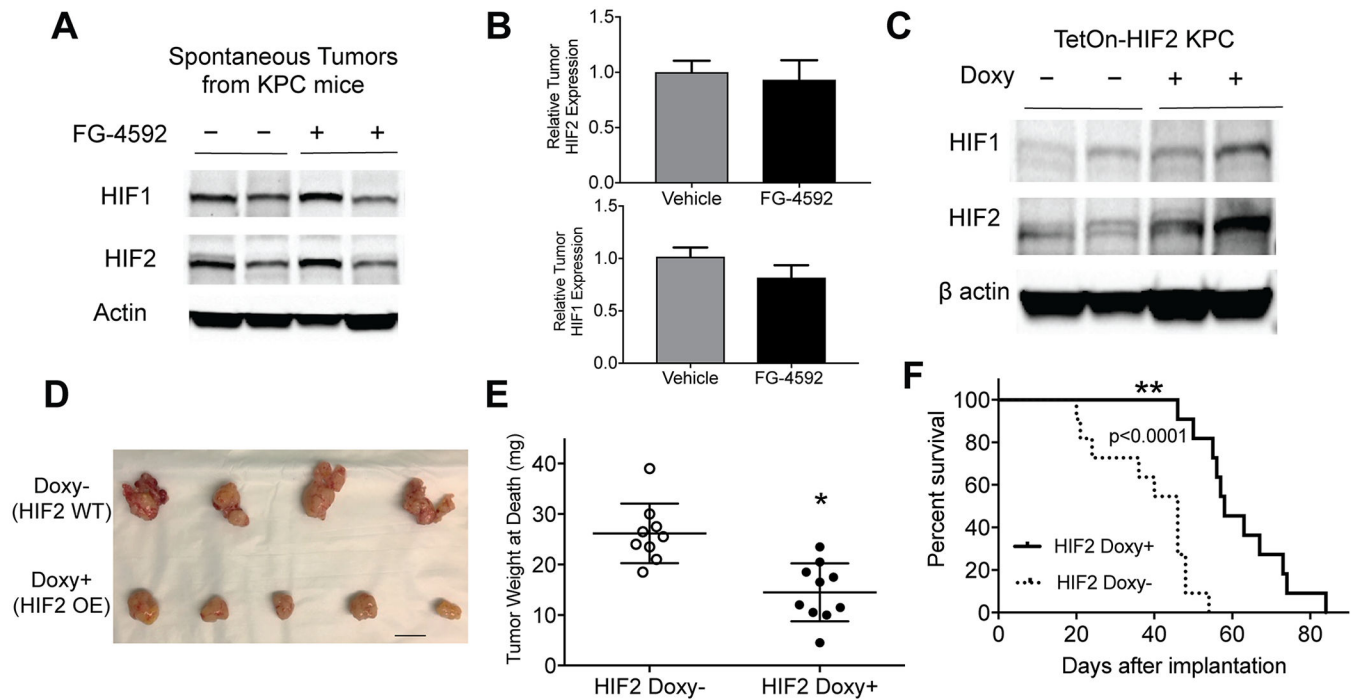 A
Spontaneous Tumors
from KPC mice
FG-4592 – – + +
HIF1
HIF2
Actin
B
Relative Tumor
HIF2 Expression
1.5
1.0
0.5
0.0
Vehicle FG-4592
Relative Tumor
HIF1 Expression
1.5
1.0
0.5
0.0
Vehicle FG-4592
C
TetOn-HIF2 KPC
Doxy – – + +
HIF1
HIF2
β actin
D
Doxy-
(HIF2 WT)
Doxy+
(HIF2 OE)
E
Tumor Weight at Death (mg)
40
30
20
10
0
*
HIF2 Doxy- HIF2 Doxy+
F
Percent survival
100
80
60
40
20
0
**
p<0.0001
HIF2 Doxy+
HIF2 Doxy-
0 20 40 60 80
Days after implantation